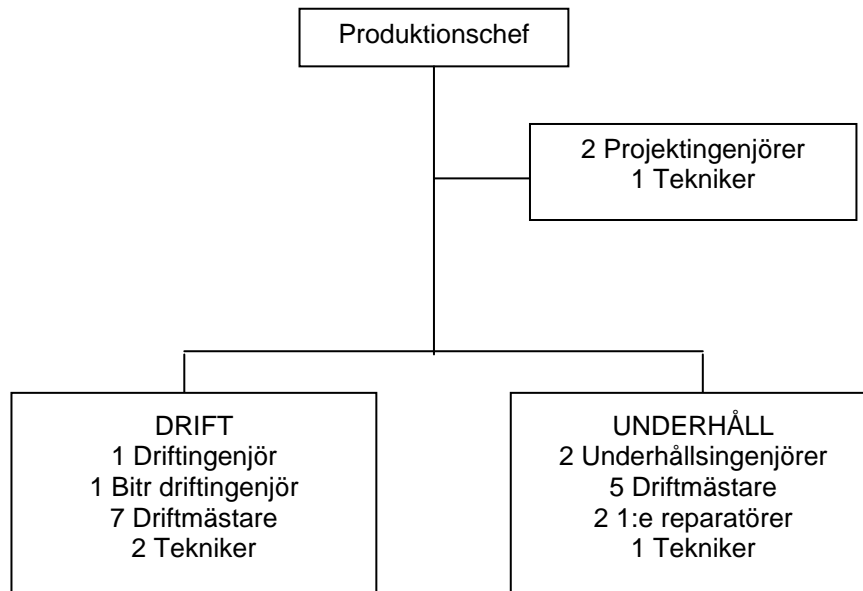 Produktionschef
2 Projektingenjörer
1 Tekniker
DRIFT
1 Driftingenjör
1 Bitr driftingenjör
7 Driftmästare
2 Tekniker
UNDERHÅLL
2 Underhållsingenjörer
5 Driftmästare
2 1:e reparatörer
1 Tekniker